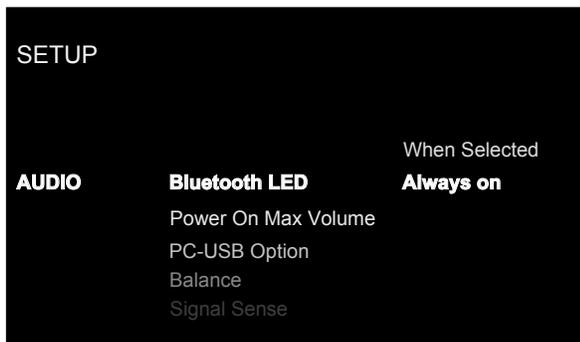 SETUP
When Selected
AUDIO Bluetooth LED Always on
Power On Max Volume
PC-USB Option
Balance
Signal Sense